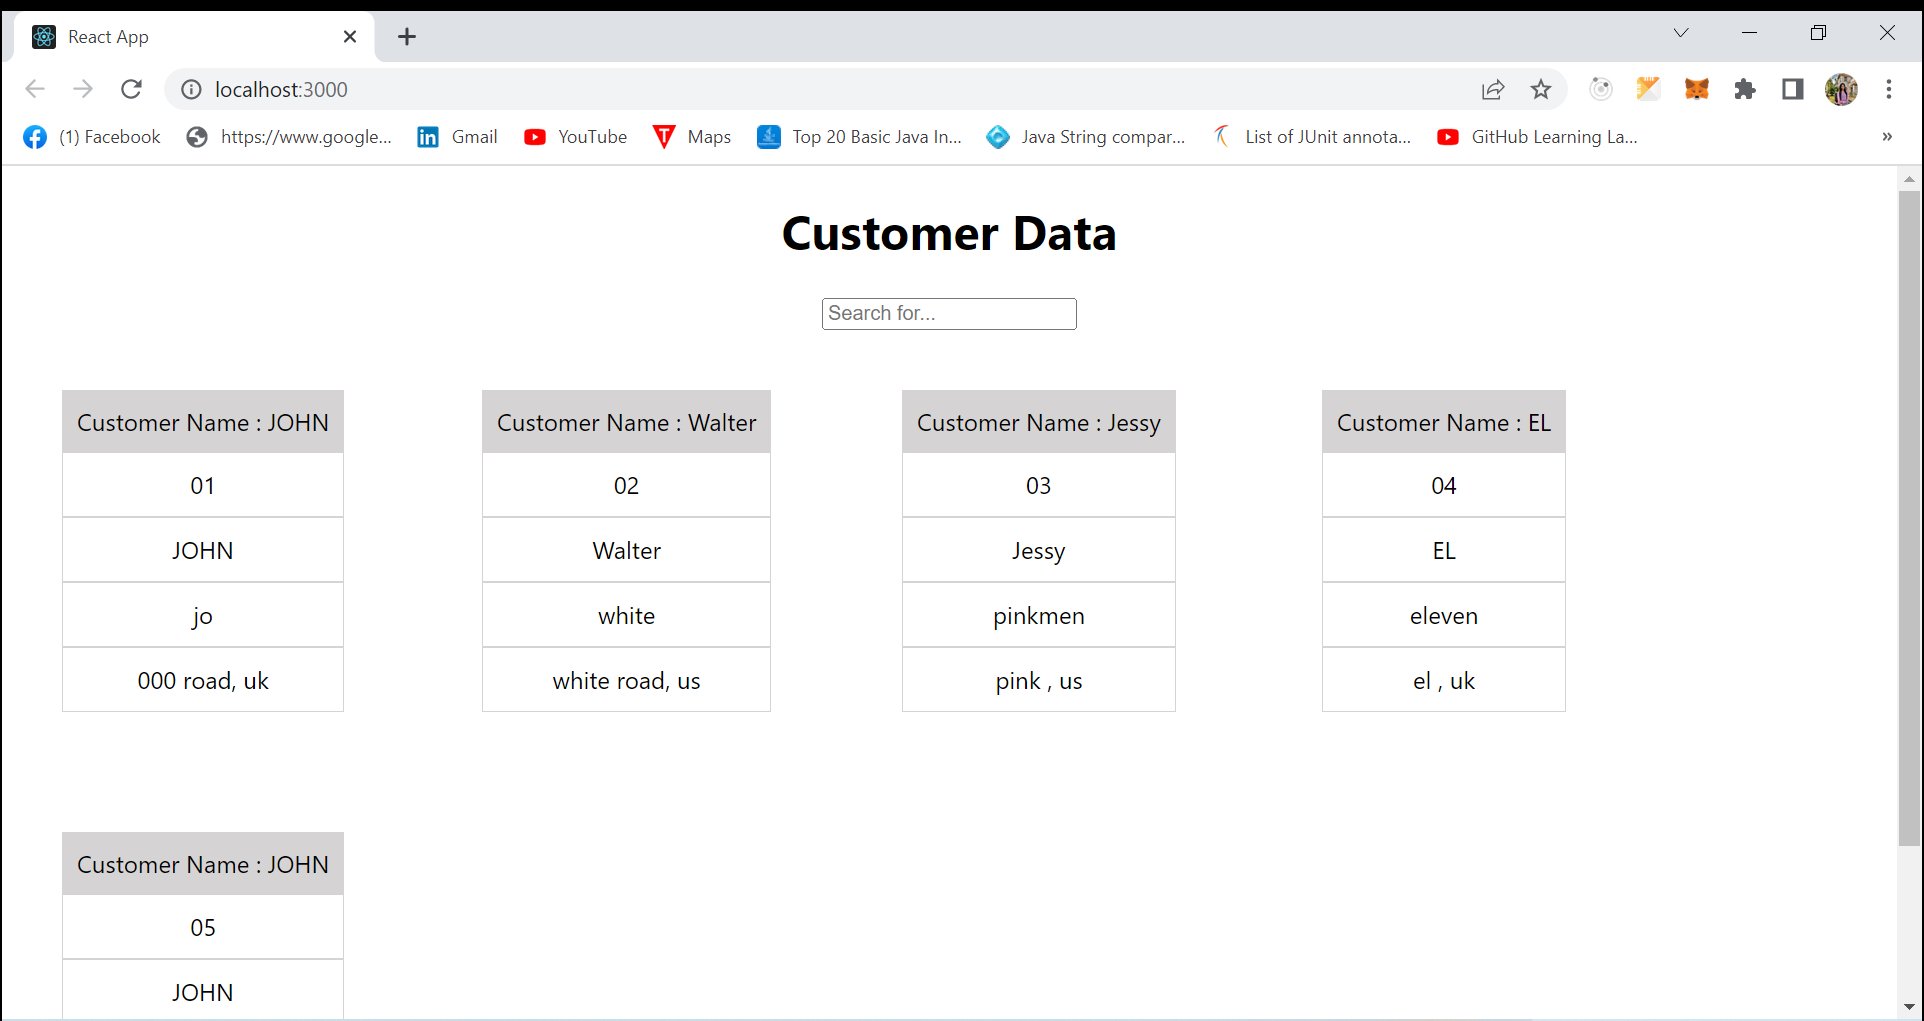 React App
localhost:3000
(1) Facebook
https://www.google...
Gmail
YouTube
Maps
Top 20 Basic Java In...
Java String compar...
List of JUnit annota...
GitHub Learning La...
»
Customer Data
Search for...
Customer Name : JOHN
01
JOHN
jo
000 road, uk
Customer Name : Walter
02
Walter
white
white road, us
Customer Name : Jessy
03
Jessy
pinkmen
pink , us
Customer Name : EL
04
EL
eleven
el , uk
Customer Name : JOHN
05
JOHN